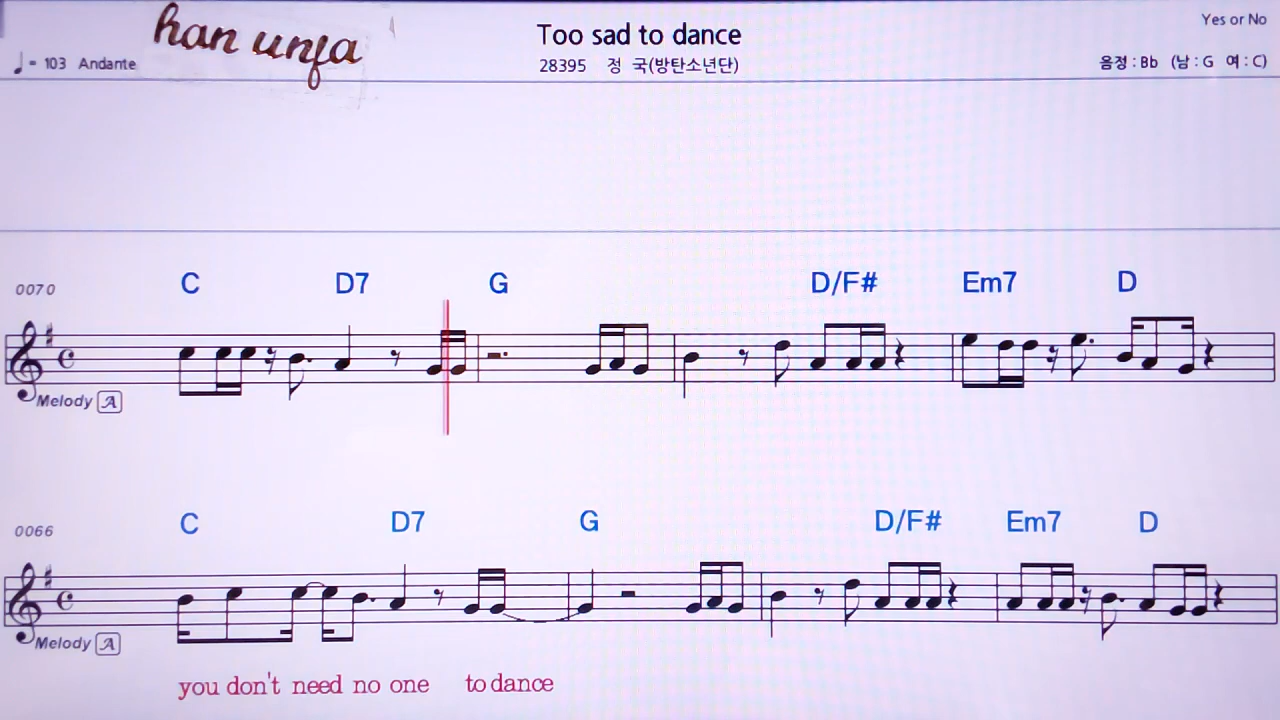 han unfa
Too sad to dance
Yes or No
♩= 103 Andante
28395 정 국(방탄소년단)
음정 : Bb (남 : G 여 : C)
C D7 G D/F# Em7 D
0070
Melody A
C D7 G D/F# Em7 D
0066
Melody A
you don't need no one to dance